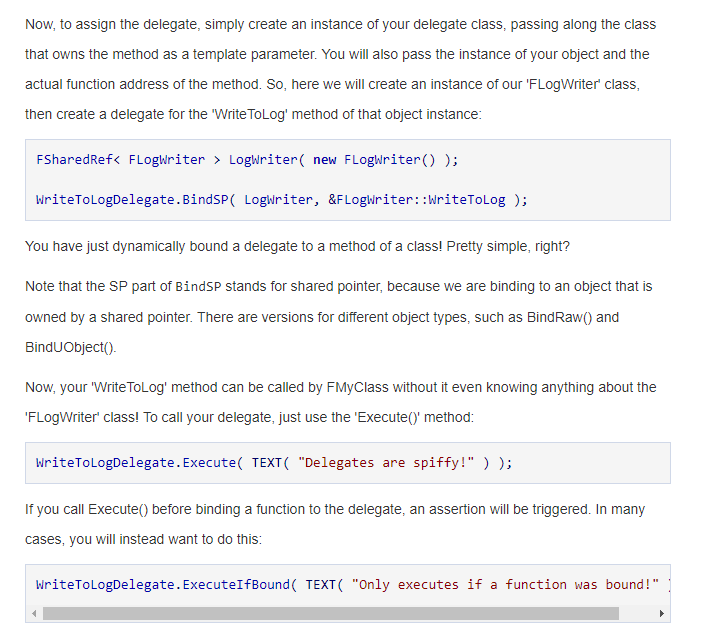 Now, to assign the delegate, simply create an instance of your delegate class, passing along the class
that owns the method as a template parameter. You will also pass the instance of your object and the
actual function address of the method. So, here we will create an instance of our 'FLogWriter' class,
then create a delegate for the 'WriteToLog' method of that object instance:
FSharedRef< FLogWriter > LogWriter( new FLogWriter() );
WriteToLogDelegate.BindSP( LogWriter, &FLogWriter::WriteToLog );
You have just dynamically bound a delegate to a method of a class! Pretty simple, right?
Note that the SP part of BindSP stands for shared pointer, because we are binding to an object that is
owned by a shared pointer. There are versions for different object types, such as BindRaw() and
BindUObject().
Now, your 'WriteToLog' method can be called by FMyClass without it even knowing anything about the
'FLogWriter' class! To call your delegate, just use the 'Execute()' method:
WriteToLogDelegate.Execute( TEXT( "Delegates are spiffy!" ) );
If you call Execute() before binding a function to the delegate, an assertion will be triggered. In many
cases, you will instead want to do this:
WriteToLogDelegate.ExecuteIfBound( TEXT( "Only executes if a function was bound!" )